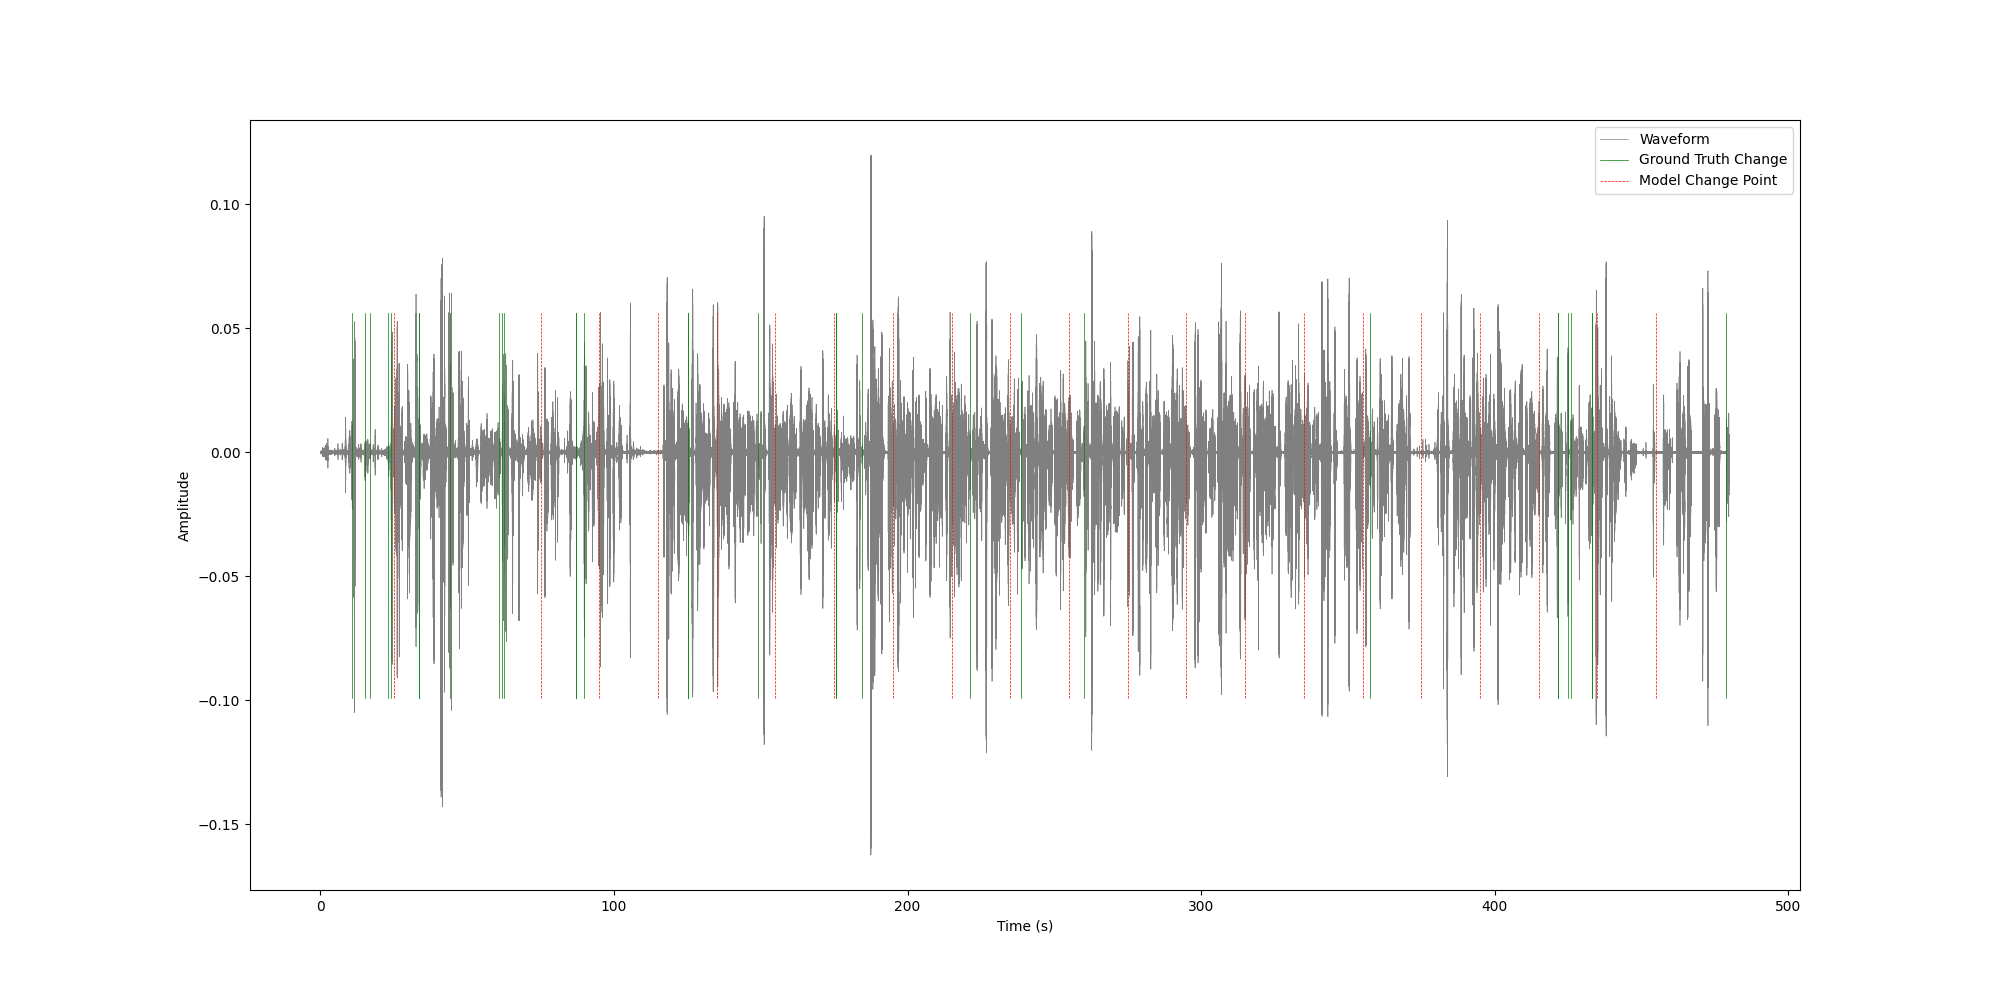 Waveform
Ground Truth Change
Model Change Point
0.10
0.05
0.00
−0.05
−0.10
−0.15
Amplitude
0 100 200 300 400 500
Time (s)